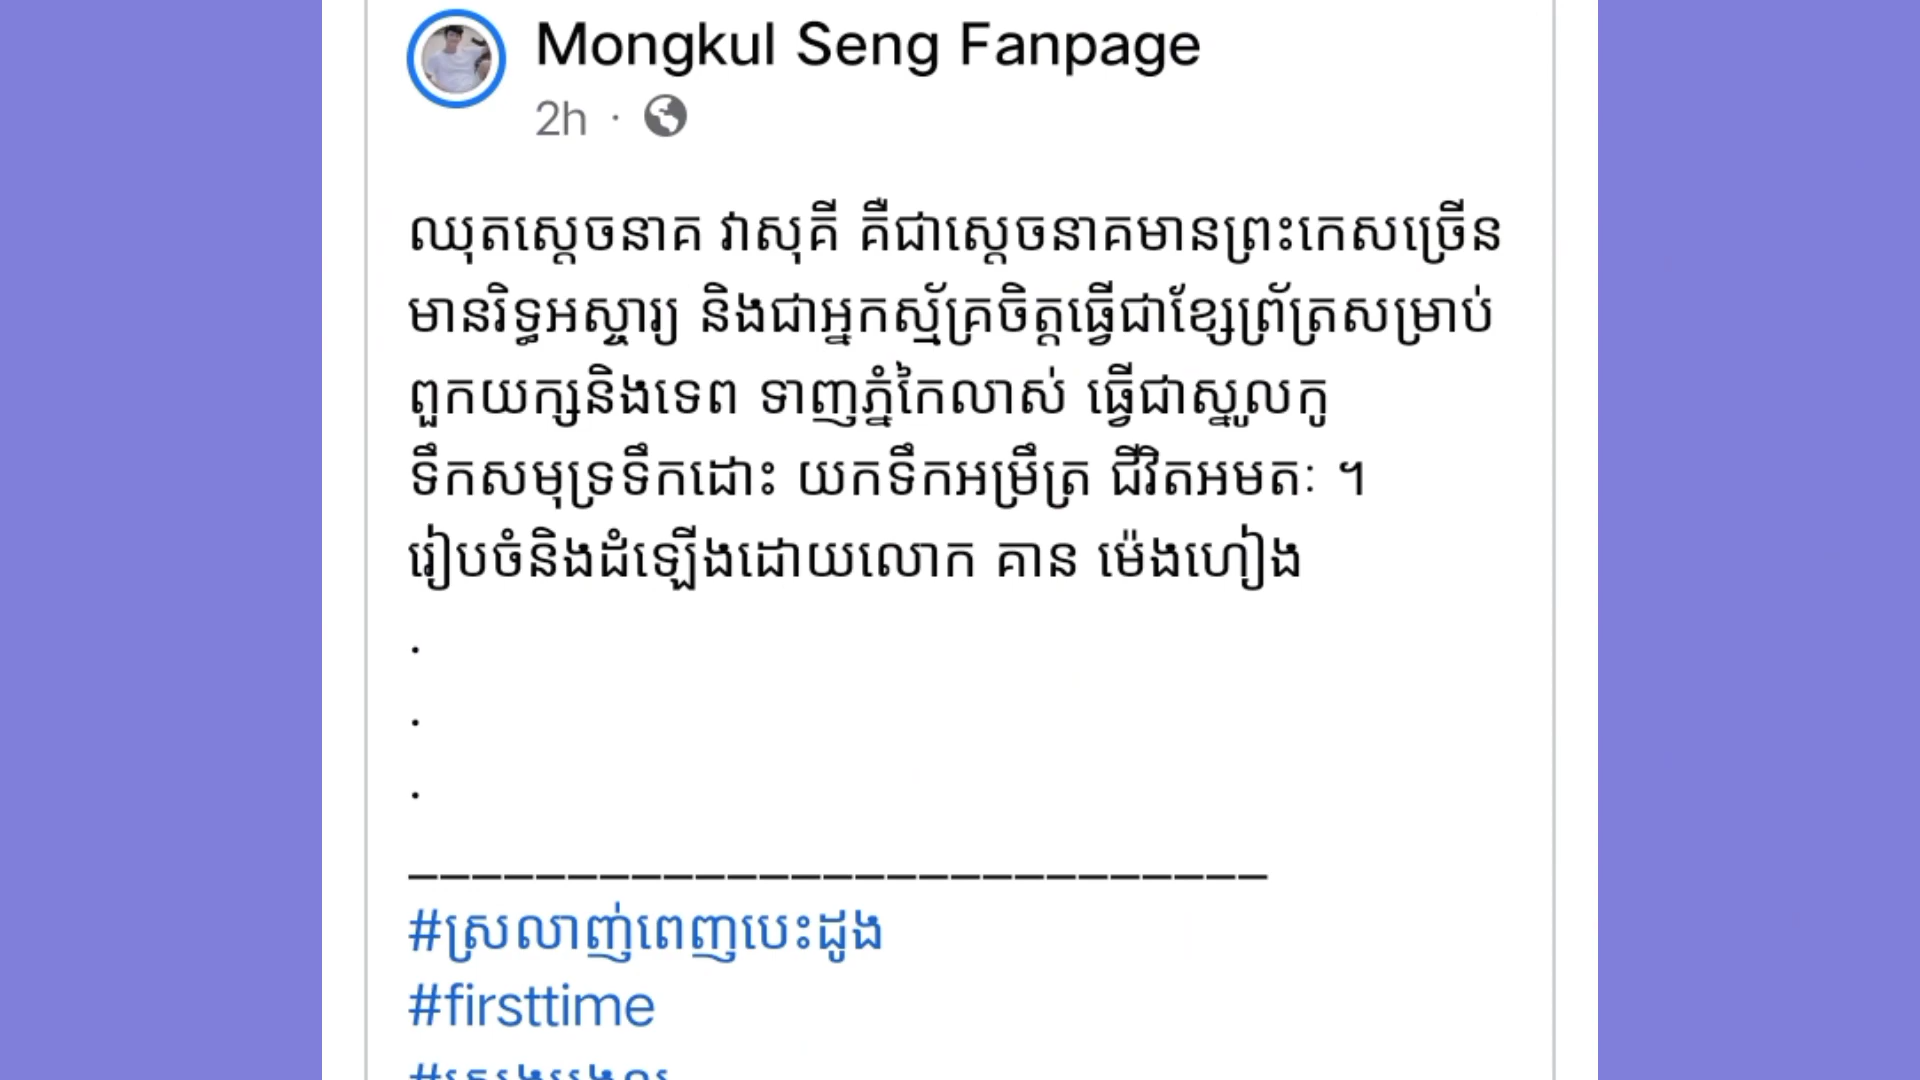 Mongkul Seng Fanpage
2h ·
ឈុតស្ដេចនាគ វាសុគី គឺជាស្ដេចនាគមានព្រះកេសច្រើន
មានរិទ្ធអស្ចារ្យ និងជាអ្នកស្ម័គ្រចិត្តធ្វើជាខ្សែព្រ័ត្រសម្រាប់
ពួកយក្សនិងទេព ទាញភ្នំកៃលាស់ ធ្វើជាស្នូលកូ
ទឹកសមុទ្រទឹកដោះ យកទឹកអម្រឹត្រ ជីវិតអមតៈ ។
រៀបចំនិងដំឡើងដោយលោក គាន ម៉េងហៀង
.
.
.
___________________________
#ស្រលាញ់ពេញបេះដូង
#firsttime